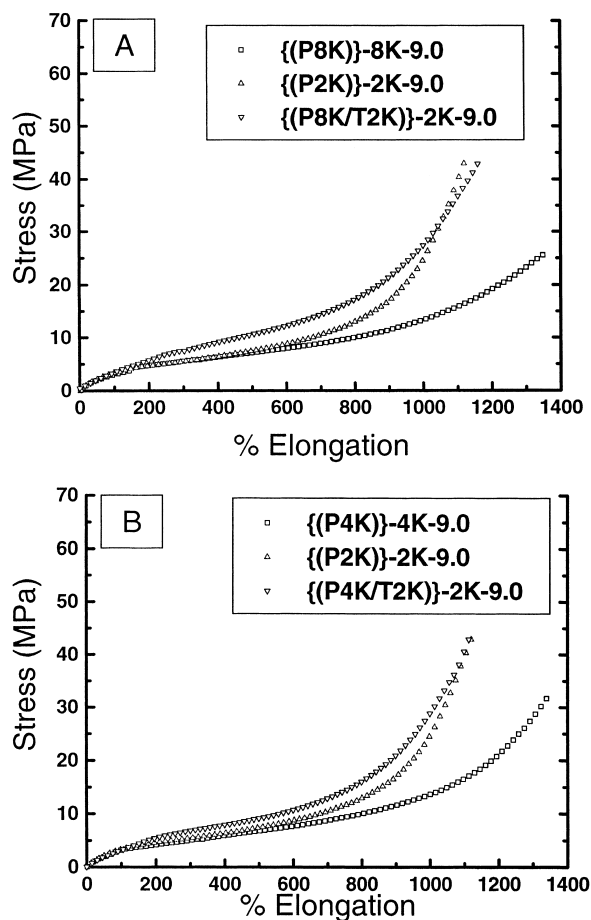 A
{(P8K)}-8K-9.0
{(P2K)}-2K-9.0
{(P8K/T2K)}-2K-9.0
Stress (MPa)
70
60
50
40
30
20
10
0
0 200 400 600 800 1000 1200 1400
% Elongation
B
{(P4K)}-4K-9.0
{(P2K)}-2K-9.0
{(P4K/T2K)}-2K-9.0
Stress (MPa)
70
60
50
40
30
20
10
0
0 200 400 600 800 1000 1200 1400
% Elongation